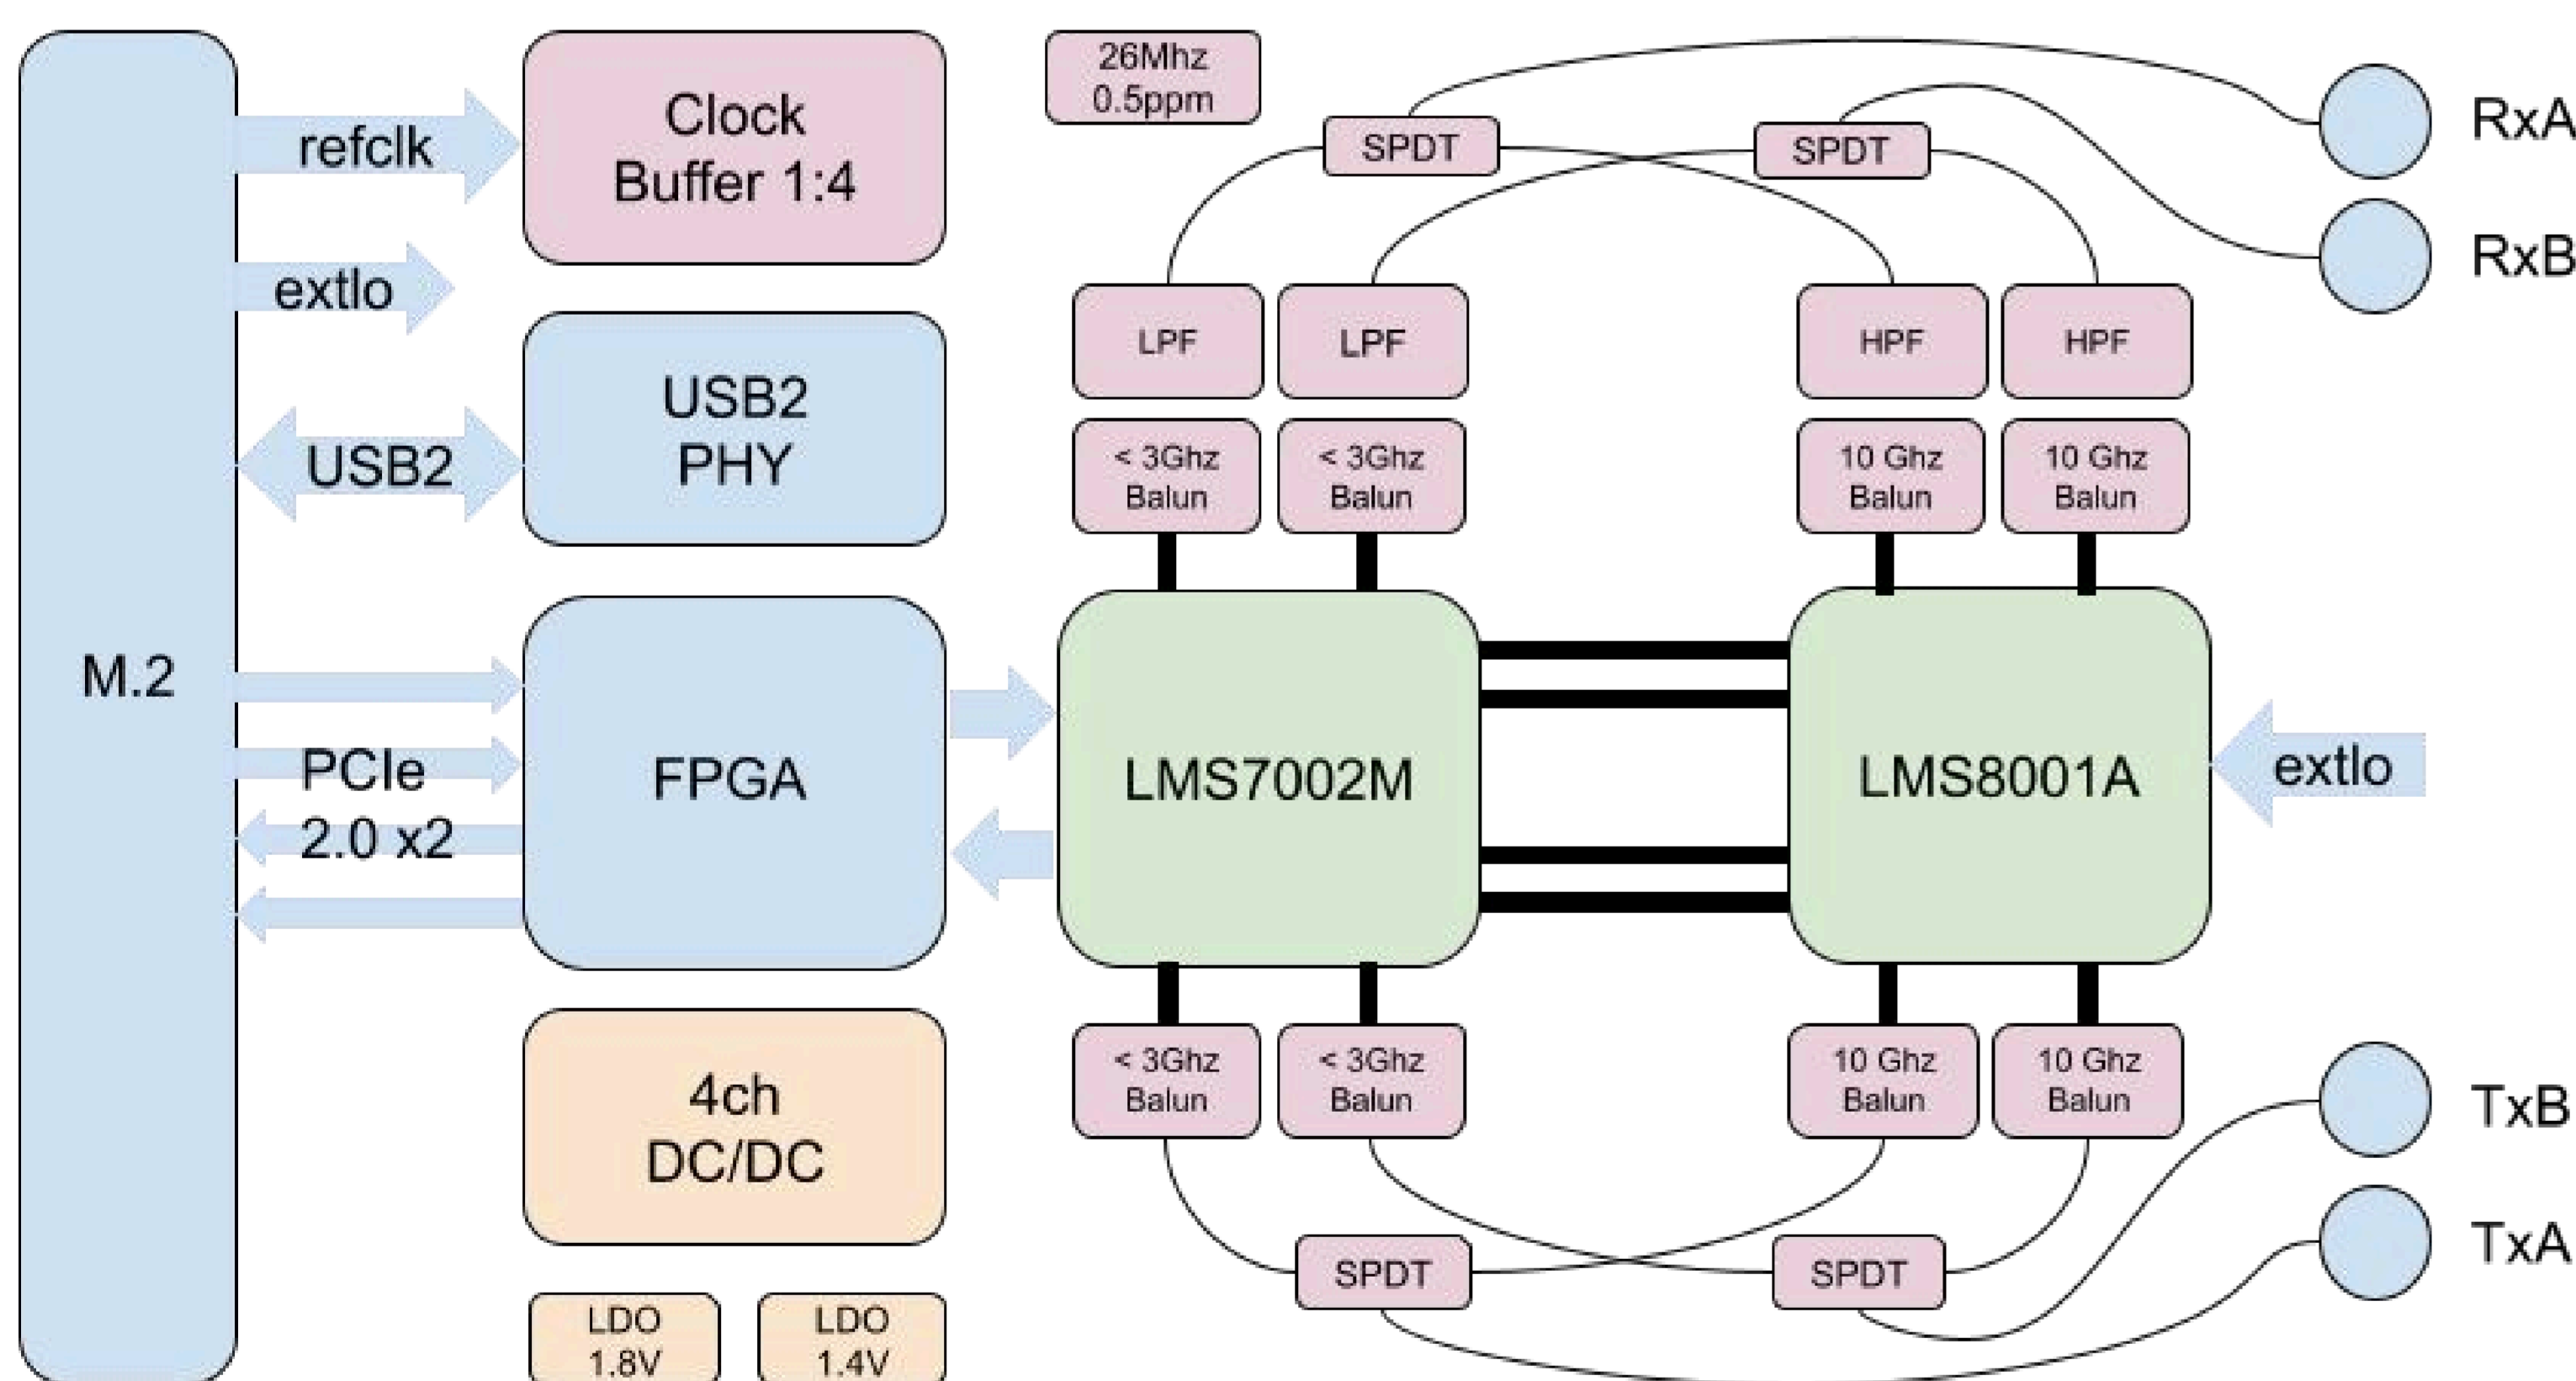 M.2
refclk
extlo
USB2
PCIe
2.0 x2
Clock
Buffer 1:4
USB2
PHY
FPGA
4ch
DC/DC
LDO
1.8V
LDO
1.4V
26Mhz
0.5ppm
SPDT
SPDT
RxA
RxB
LPF
LPF
HPF
HPF
< 3Ghz
Balun
< 3Ghz
Balun
10 Ghz
Balun
10 Ghz
Balun
LMS7002M
LMS8001A
extlo
< 3Ghz
Balun
< 3Ghz
Balun
10 Ghz
Balun
10 Ghz
Balun
TxB
TxA
SPDT
SPDT